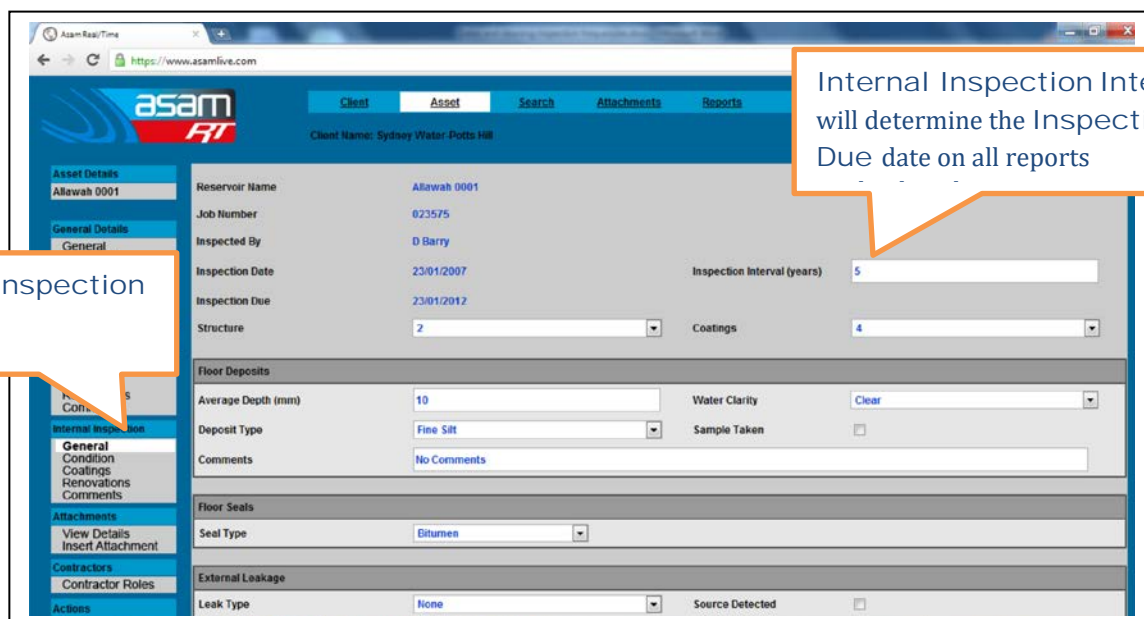 Asam Real/Time
https://www.asamlive.com
asam
RT
Client Asset Search Attachments Reports
Client Name: Sydney Water-Potts Hill
Internal Inspection Inte
will determine the Inspecti
Due date on all reports
nspection
Asset Details
Allawah 0001
General Details
General
Internal Inspection
General
Condition
Coatings
Renovations
Comments
Attachments
View Details
Insert Attachment
Contractors
Contractor Roles
Actions
Reservoir Name Allawah 0001
Job Number 023575
Inspected By D Barry
Inspection Date 23/01/2007 Inspection Interval (years) 5
Inspection Due 23/01/2012
Structure 2 Coatings 4
Floor Deposits
Average Depth (mm) 10 Water Clarity Clear
Deposit Type Fine Silt Sample Taken
Comments No Comments
Floor Seals
Seal Type Bitumen
External Leakage
Leak Type None Source Detected